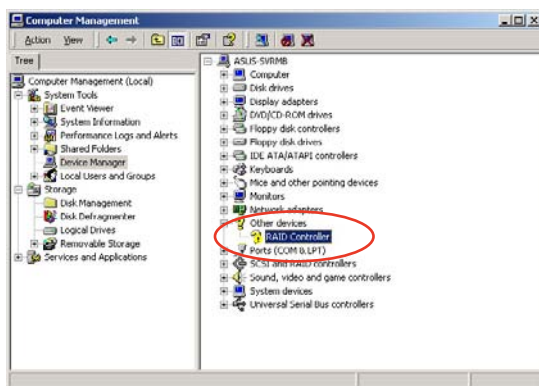 Computer Management
Action View
Tree
Computer Management (Local)
System Tools
Event Viewer
System Information
Performance Logs and Alerts
Shared Folders
Device Manager
Local Users and Groups
Storage
Disk Management
Disk Defragmenter
Logical Drives
Removable Storage
Services and Applications
ASUS-SVRMB
Computer
Disk drives
Display adapters
DVD/CD-ROM drives
Floppy disk controllers
Floppy disk drives
IDE ATA/ATAPI controllers
Keyboards
Mice and other pointing devices
Monitors
Network adapters
Other devices
RAID Controller
Ports (COM & LPT)
SCSI and RAID controllers
Sound, video and game controllers
System devices
Universal Serial Bus controllers